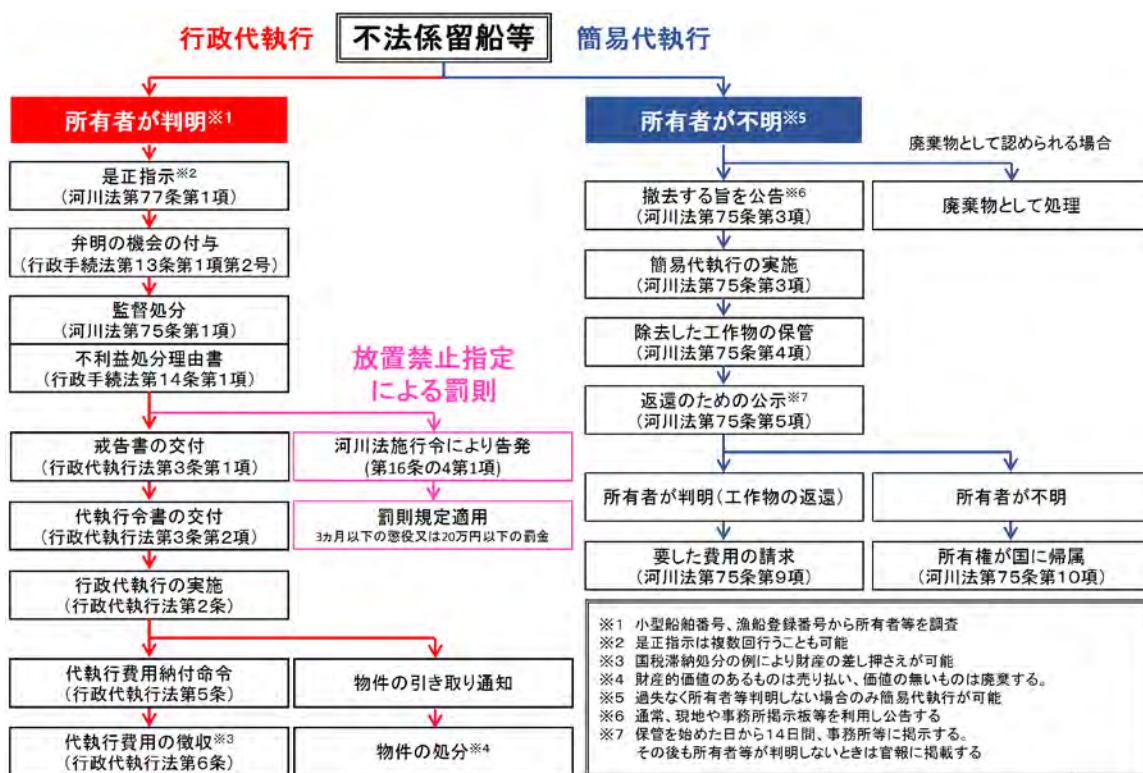 行政代執行
不法係留船等
簡易代執行
所有者が判明※1
是正指示※2
(河川法第77条第1項)
弁明の機会の付与
(行政手続法第13条第1項第2号)
監督処分
(河川法第75条第1項)
不利益処分理由書
(行政手続法第14条第1項)
戒告書の交付
(行政代執行法第3条第1項)
代執行令書の交付
(行政代執行法第3条第2項)
行政代執行の実施
(行政代執行法第2条)
代執行費用納付命令
(行政代執行法第5条)
代執行費用の徴収※3
(行政代執行法第6条)
物件の引き取り通知
物件の処分※4
放置禁止指定
による罰則
河川法施行令により告発
(第16条の4第1項)
罰則規定適用
3ヵ月以下の懲役又は20万円以下の罰金
所有者が不明※5
廃棄物として認められる場合
廃棄物として処理
撤去する旨を公告※6
(河川法第75条第3項)
簡易代執行の実施
(河川法第75条第3項)
除去した工作物の保管
(河川法第75条第4項)
返還のための公示※7
(河川法第75条第5項)
所有者が判明(工作物の返還)
要した費用の請求
(河川法第75条第9項)
所有者が不明
所有権が国に帰属
(河川法第75条第10項)
※1 小型船舶番号、漁船登録番号から所有者等を調査
※2 是正指示は複数回行うことも可能
※3 国税滞納処分の例により財産の差し押さえが可能
※4 財産的価値のあるものは売り払い、価値の無いものは廃棄する。
※5 過失なく所有者等判明しない場合のみ簡易代執行が可能
※6 通常、現地や事務所掲示板等を利用し公告する
※7 保管を始めた日から14日間、事務所等に掲示する。
その後も所有者等が判明しないときは官報に掲載する